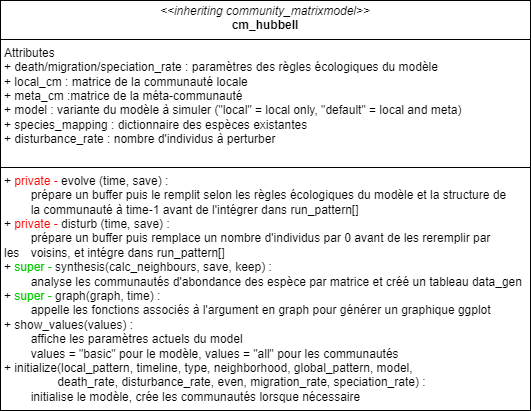 <<inheriting community_matrixmodel>>
cm_hubbell
Attributes
+ death/migration/speciation_rate : paramètres des règles écologiques du modèle
+ local_cm : matrice de la communauté locale
+ meta_cm :matrice de la méta-communauté
+ model : variante du modèle à simuler ("local" = local only, "default" = local and meta)
+ species_mapping : dictionnaire des espèces existantes
+ disturbance_rate : nombre d'individus à perturber
+ private - evolve (time, save) :
prépare un buffer puis le remplit selon les règles écologiques du modèle et la structure de
la communauté à time-1 avant de l'intégrer dans run_pattern[]
+ private - disturb (time, save) :
prépare un buffer puis remplace un nombre d'individus par 0 avant de les reremplir par
les voisins, et intégre dans run_pattern[]
+ super - synthesis(calc_neighbours, save, keep) :
analyse les communautés d'abondance des espèce par matrice et créé un tableau data_gen
+ super - graph(graph, time) :
appelle les fonctions associés à l'argument en graph pour générer un graphique ggplot
+ show_values(values) :
affiche les paramètres actuels du model
values = "basic" pour le modèle, values = "all" pour les communautés
+ initialize(local_pattern, timeline, type, neighborhood, global_pattern, model,
death_rate, disturbance_rate, even, migration_rate, speciation_rate) :
initialise le modèle, crée les communautés lorsque nécessaire